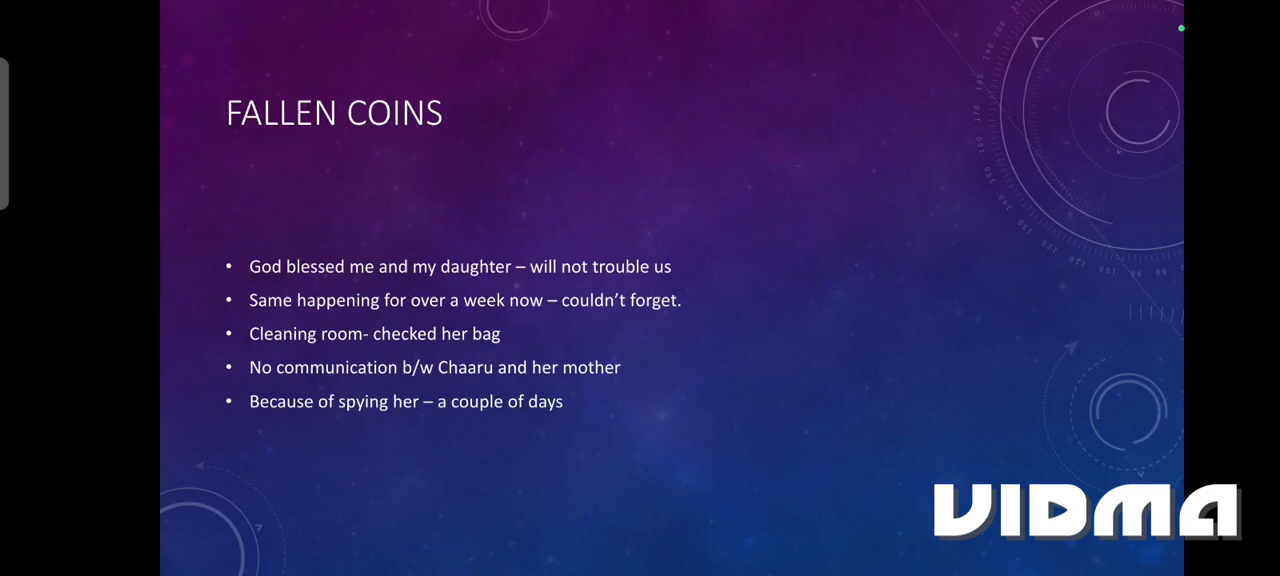 FALLEN COINS
• God blessed me and my daughter – will not trouble us
• Same happening for over a week now – couldn't forget.
• Cleaning room- checked her bag
• No communication b/w Chaaru and her mother
• Because of spying her – a couple of days
VIDMA